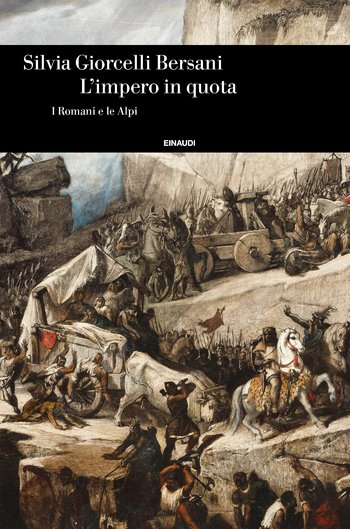 Silvia Giorcelli Bersani
L'impero in quota
I Romani e le Alpi
EINAUDI